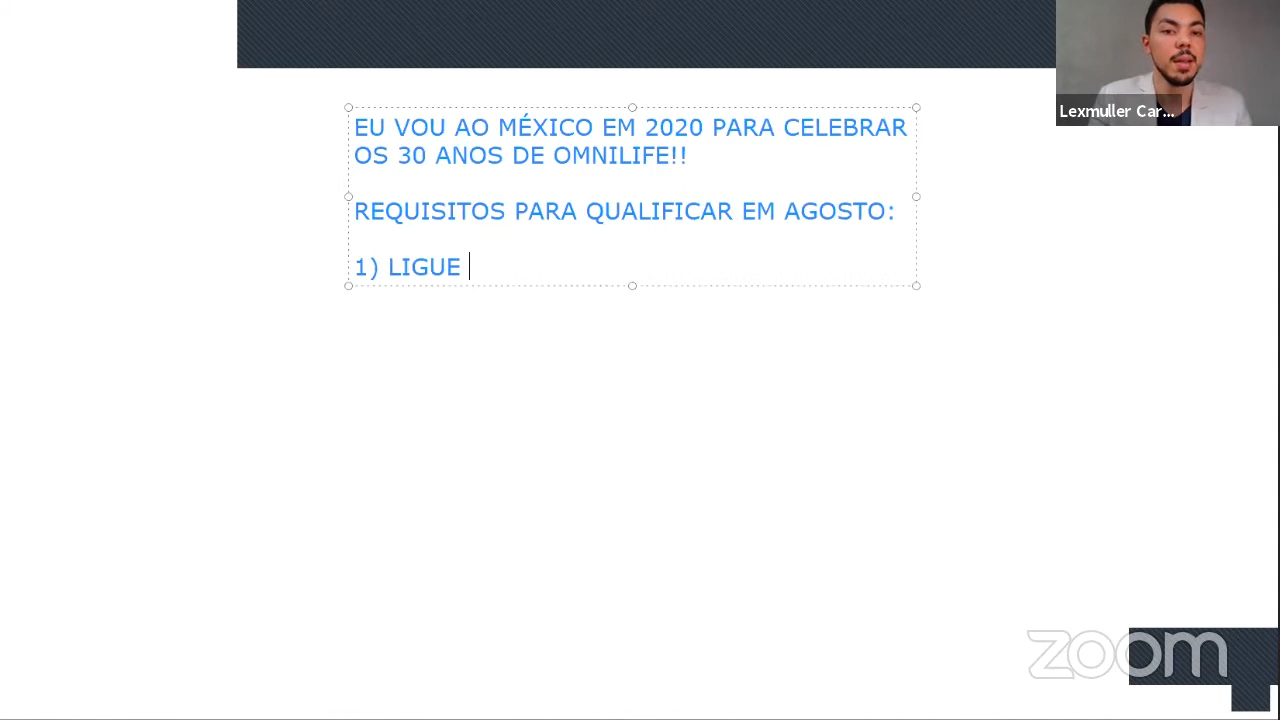 EU VOU AO MÉXICO EM 2020 PARA CELEBRAR
OS 30 ANOS DE OMNILIFE!!
REQUISITOS PARA QUALIFICAR EM AGOSTO:
1) LIGUE
Lexmuller Car...
zoom